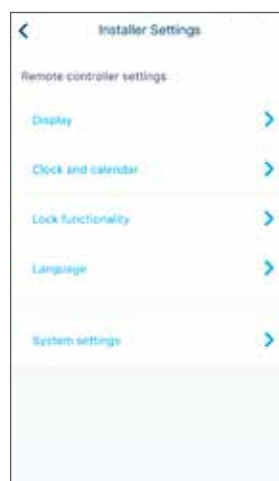 Installer Settings
Remote controller settings
Display
Clock and calendar
Lock functionality
Language
System settings